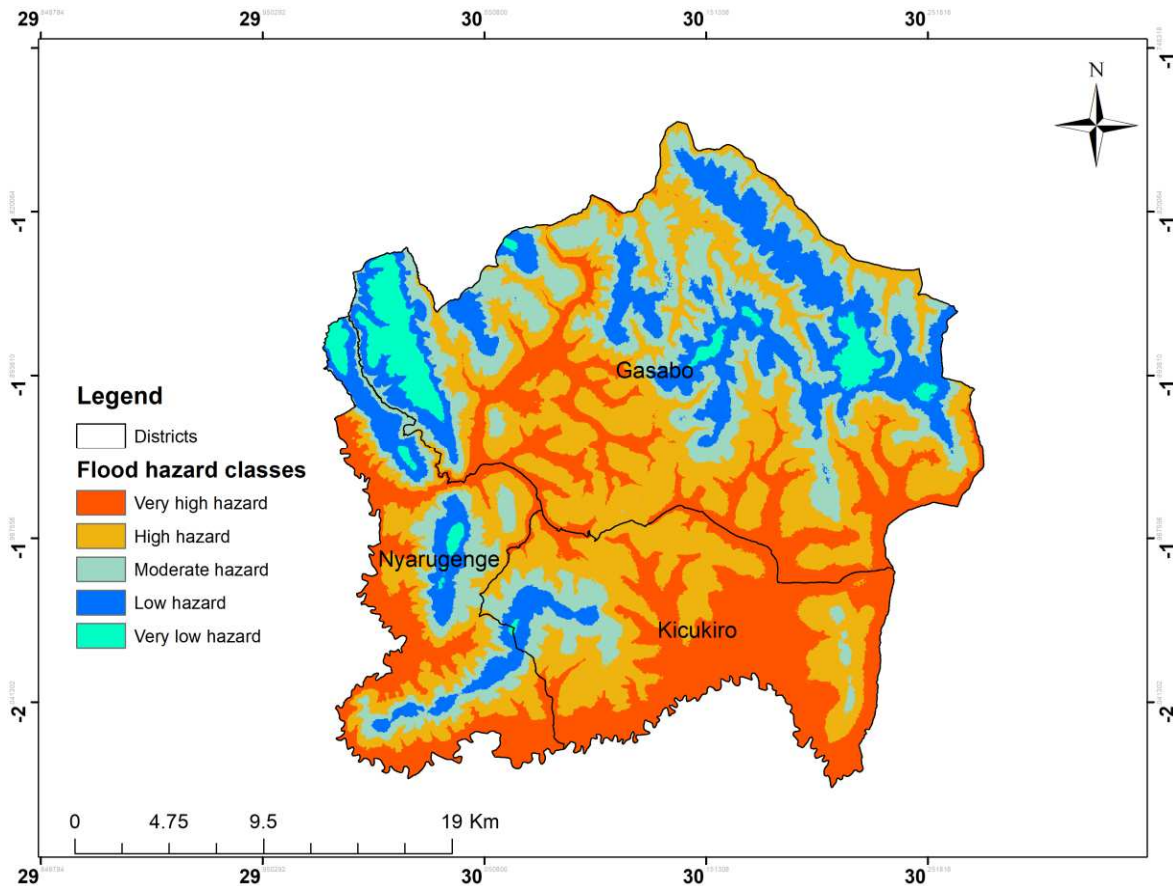 29 29 30 30 30
N
-1 -1
-1 -1
-1 -1
-1 -1
-2 -2
Gasabo
Nyarugenge
Kicukiro
Legend
Districts
Flood hazard classes
Very high hazard
High hazard
Moderate hazard
Low hazard
Very low hazard
0 4.75 9.5 19 Km
29 29 30 30 30